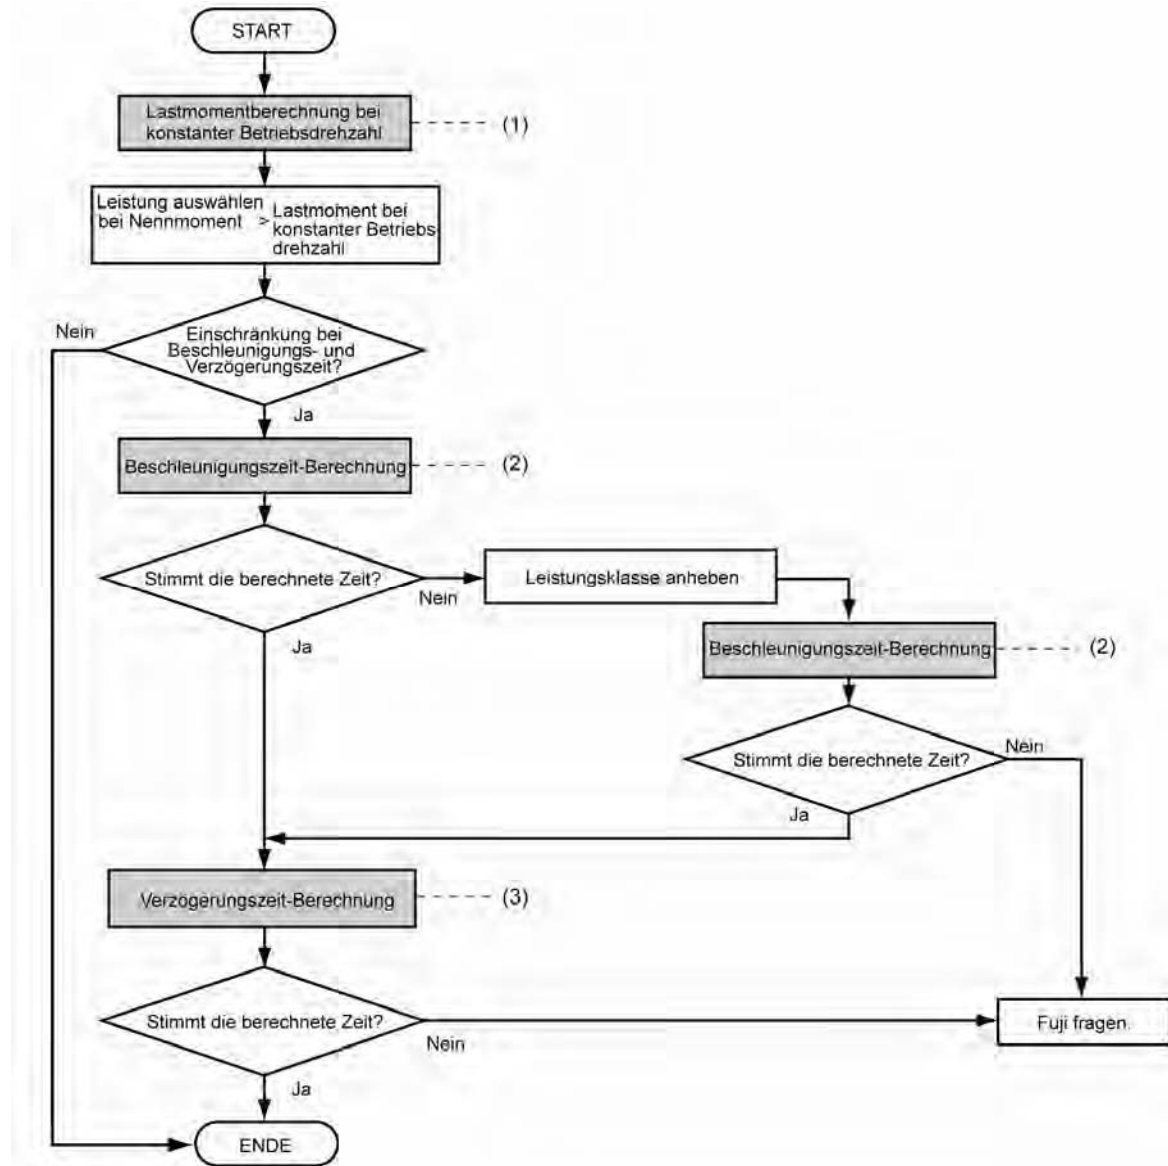 START
Lastmomentberechnung bei
konstanter Betriebsdrehzahl
(1)
Leistung auswählen
bei Nennmoment >
Lastmoment bei
konstanter Betriebs
drehzahl
Nein
Einschränkung bei
Beschleunigungs- und
Verzögerungszeit?
Ja
Beschleunigungszeit-Berechnung
(2)
Stimmt die berechnete Zeit?
Nein
Leistungsklasse anheben
Ja
Beschleunigungszeit-Berechnung
(2)
Stimmt die berechnete Zeit?
Nein
Ja
Verzögerungszeit-Berechnung
(3)
Stimmt die berechnete Zeit?
Nein
Fuji fragen.
Ja
ENDE